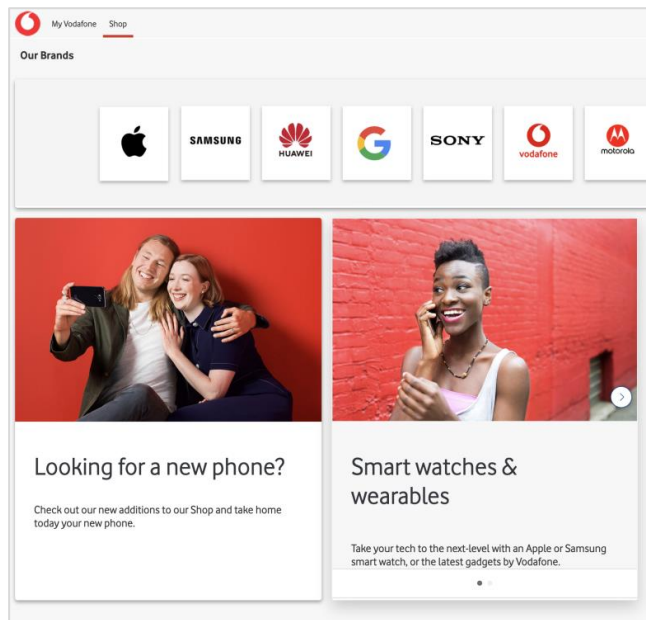 My Vodafone Shop
Our Brands
SAMSUNG
HUAWEI
SONY
vodafone
motorola
Looking for a new phone?
Check out our new additions to our Shop and take home
today your new phone.
Smart watches &
wearables
Take your tech to the next-level with an Apple or Samsung
smart watch, or the latest gadgets by Vodafone.